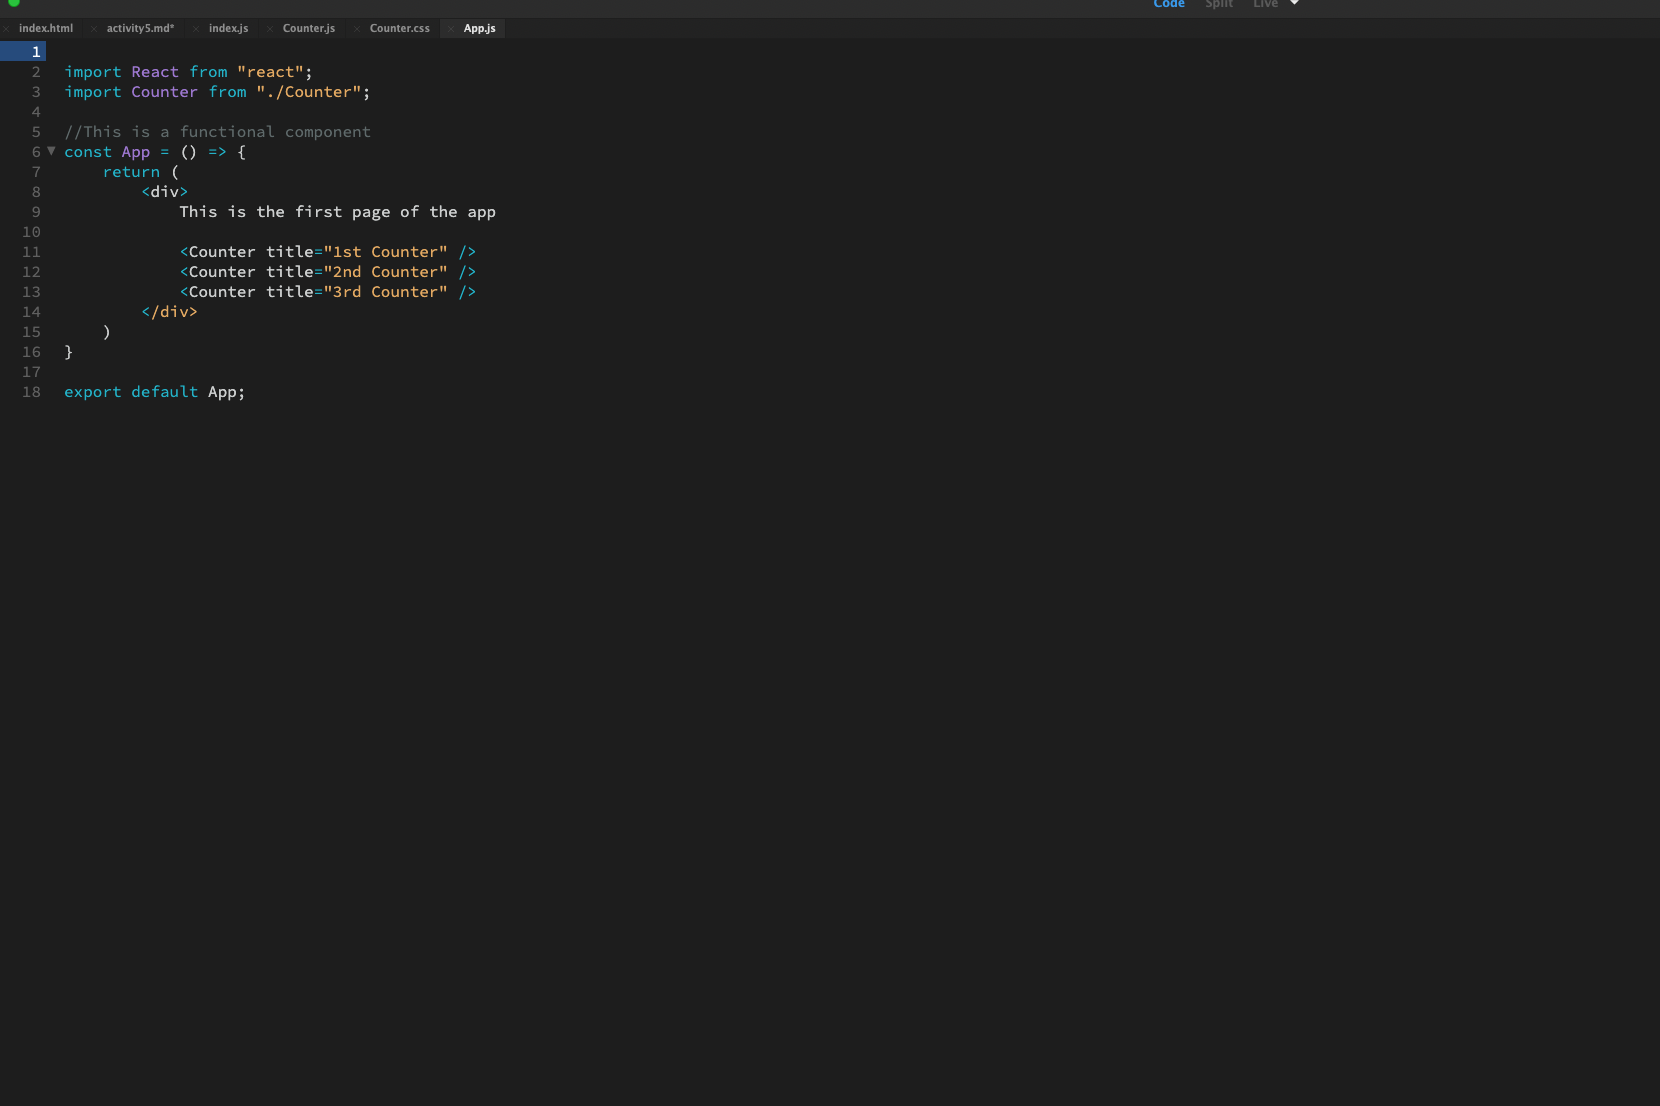 Code Split Live
index.html activity5.md* index.js Counter.js Counter.css App.js
1
2 import React from "react";
3 import Counter from "./Counter";
4
5 //This is a functional component
6 const App = () => {
7 return (
8 <div>
9 This is the first page of the app
10
11 <Counter title="1st Counter" />
12 <Counter title="2nd Counter" />
13 <Counter title="3rd Counter" />
14 </div>
15 )
16 }
17
18 export default App;